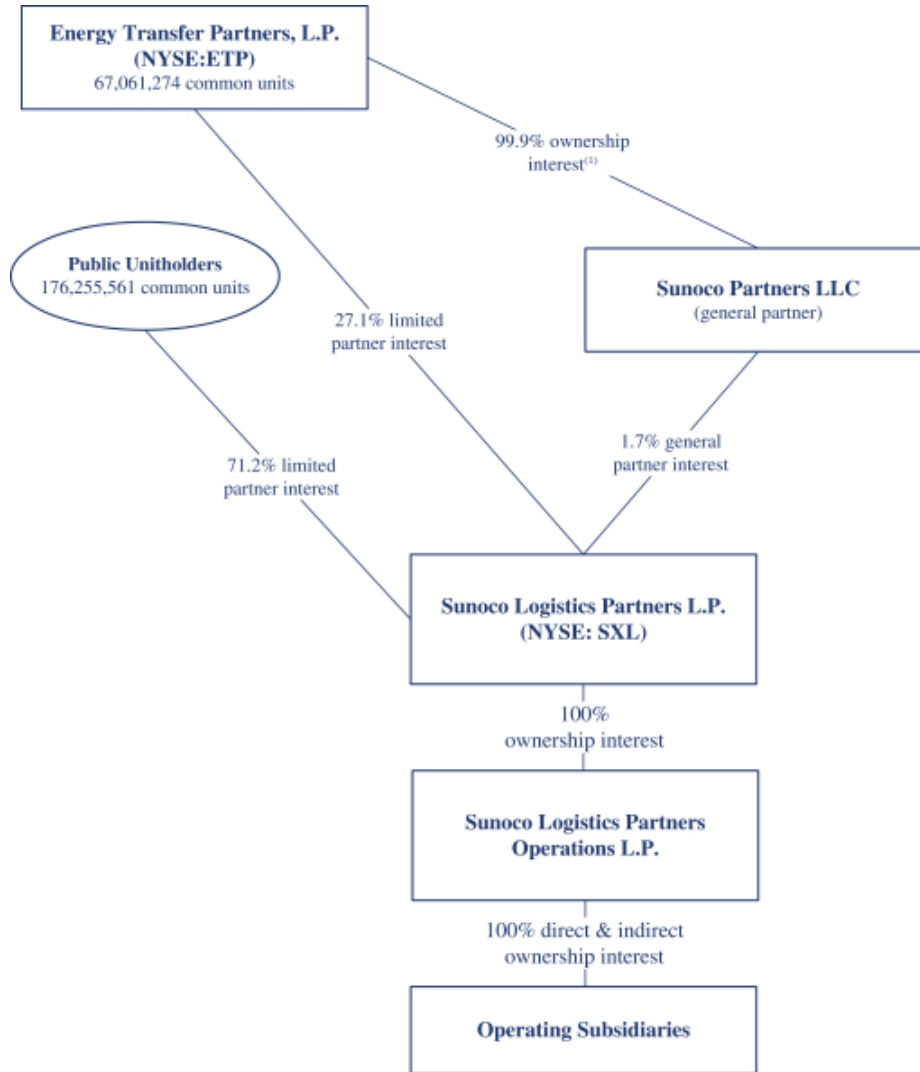 Energy Transfer Partners, L.P.
(NYSE:ETP)
67,061,274 common units
99.9% ownership
interest(1)
Public Unitholders
176,255,561 common units
Sunoco Partners LLC
(general partner)
27.1% limited
partner interest
71.2% limited
partner interest
1.7% general
partner interest
Sunoco Logistics Partners L.P.
(NYSE: SXL)
100%
ownership interest
Sunoco Logistics Partners
Operations L.P.
100% direct & indirect
ownership interest
Operating Subsidiaries